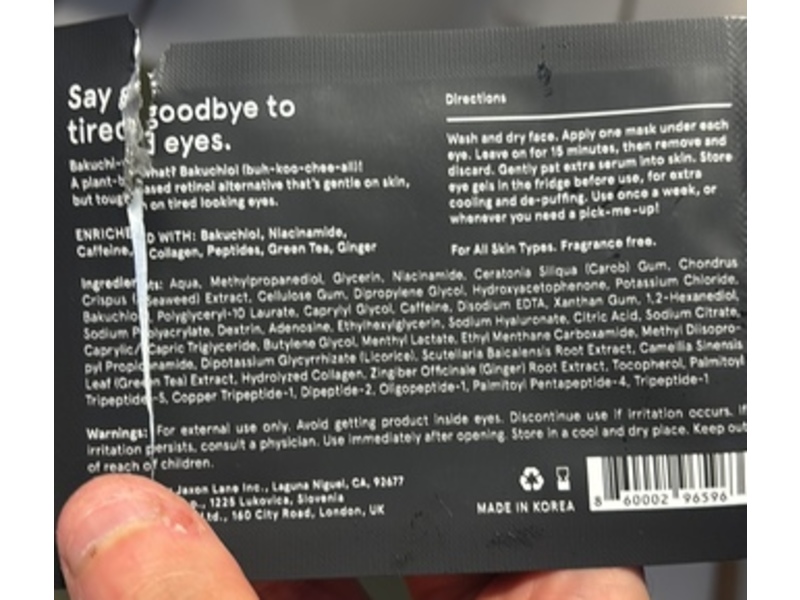 Say goodbye to
tired eyes.
Bakuchi- what? Bakuchiol (buh-koo-chee-all)!
A plant-based retinol alternative that's gentle on skin,
but tough on tired looking eyes.
ENRICHED WITH: Bakuchiol, Niacinamide,
Caffeine, Collagen, Peptides, Green Tea, Ginger
Directions
Wash and dry face. Apply one mask under each
eye. Leave on for 15 minutes, then remove and
discard. Gently pat extra serum into skin. Store
eye gels in the fridge before use, for extra
cooling and de-puffing. Use once a week, or
whenever you need a pick-me-up!
For All Skin Types. Fragrance free.
Ingredients: Aqua, Methylpropanediol, Glycerin, Niacinamide, Ceratonia Siliqua (Carob) Gum, Chondrus
Crispus (Seaweed) Extract, Cellulose Gum, Dipropylene Glycol, Hydroxyacetophenone, Potassium Chloride,
Bakuchiol, Polyglyceryl-10 Laurate, Caprylyl Glycol, Caffeine, Disodium EDTA, Xanthan Gum, 1,2-Hexanediol,
Sodium Polyacrylate, Dextrin, Adenosine, Ethylhexylglycerin, Sodium Hyaluronate, Citric Acid, Sodium Citrate,
Caprylic/Capric Triglyceride, Butylene Glycol, Menthyl Lactate, Ethyl Menthane Carboxamide, Methyl Diisopro-
pyl Propionamide, Dipotassium Glycyrrhizate (Licorice), Scutellaria Baicalensis Root Extract, Camellia Sinensis
Leaf (Green Tea) Extract, Hydrolyzed Collagen, Zingiber Officinale (Ginger) Root Extract, Tocopherol, Palmitoyl
Tripeptide-5, Copper Tripeptide-1, Dipeptide-2, Oligopeptide-1, Palmitoyl Pentapeptide-4, Tripeptide-1
Warnings: For external use only. Avoid getting product inside eyes. Discontinue use if irritation occurs. If
irritation persists, consult a physician. Use immediately after opening. Store in a cool and dry place. Keep out
of reach of children.
Jaxon Lane Inc., Laguna Niguel, CA, 92677
1225 Lukovica, Slovenia
Ltd., 160 City Road, London, UK
MADE IN KOREA
8 60002 96596